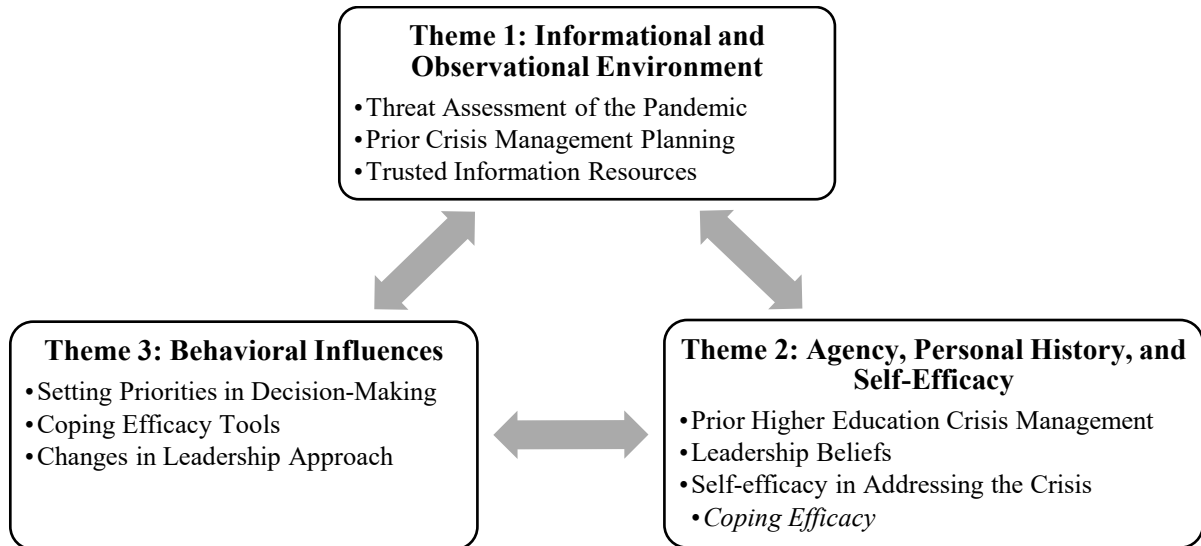 Theme 1: Informational and
Observational Environment
•Threat Assessment of the Pandemic
•Prior Crisis Management Planning
•Trusted Information Resources
Theme 3: Behavioral Influences
•Setting Priorities in Decision-Making
•Coping Efficacy Tools
•Changes in Leadership Approach
Theme 2: Agency, Personal History, and
Self-Efficacy
•Prior Higher Education Crisis Management
•Leadership Beliefs
•Self-efficacy in Addressing the Crisis
•Coping Efficacy